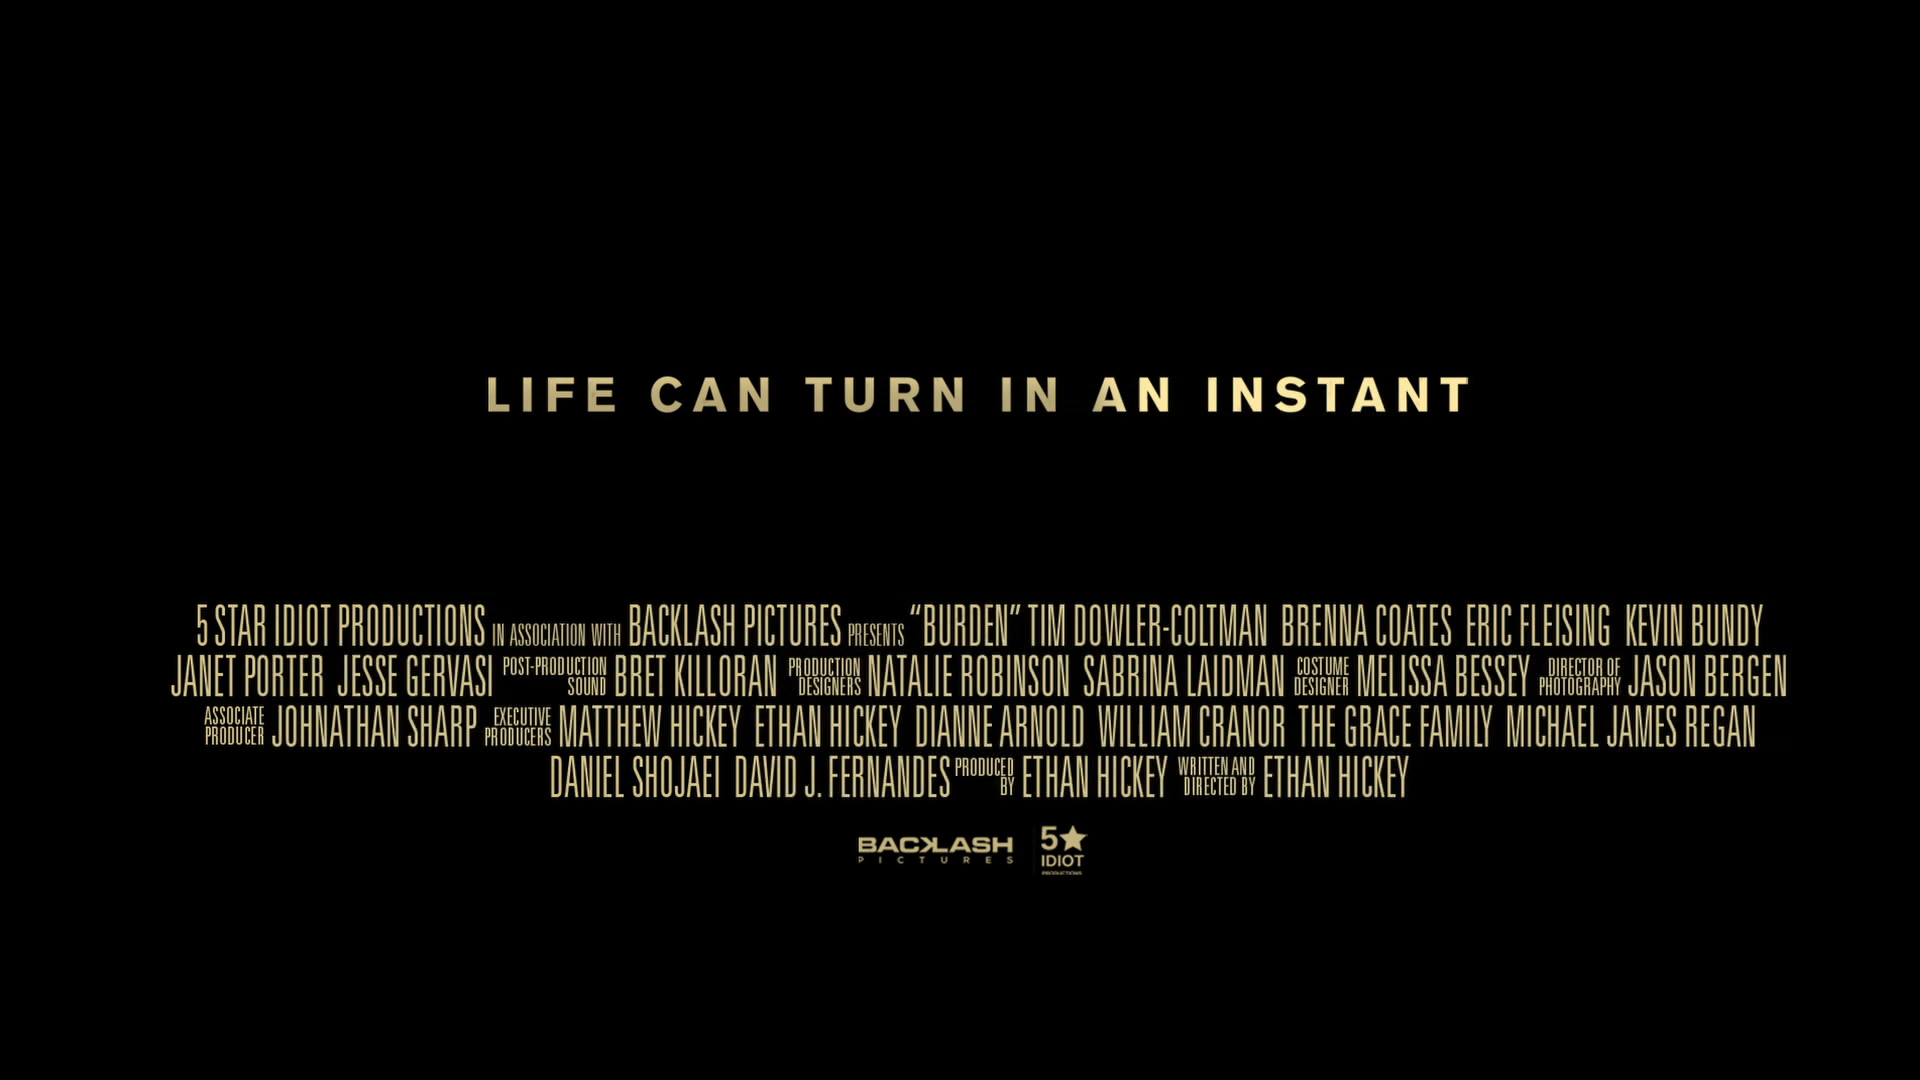 LIFE CAN TURN IN AN INSTANT
5 STAR IDIOT PRODUCTIONS IN ASSOCIATION WITH BACKLASH PICTURES PRESENTS “BURDEN” TIM DOWLER-COLTMAN BRENNA COATES ERIC FLEISING KEVIN BUNDY
JANET PORTER JESSE GERVASI POST-PRODUCTION SOUND BRET KILLORAN PRODUCTION DESIGNERS NATALIE ROBINSON SABRINA LAIDMAN COSTUME DESIGNER MELISSA BESSEY DIRECTOR OF PHOTOGRAPHY JASON BERGEN
ASSOCIATE PRODUCER JOHNATHAN SHARP EXECUTIVE PRODUCERS MATTHEW HICKEY ETHAN HICKEY DIANNE ARNOLD WILLIAM CRANOR THE GRACE FAMILY MICHAEL JAMES REGAN
DANIEL SHOJAEI DAVID J. FERNANDES PRODUCED BY ETHAN HICKEY WRITTEN AND DIRECTED BY ETHAN HICKEY
BACKLASH
PICTURES
5★
IDIOT
PRODUCTIONS